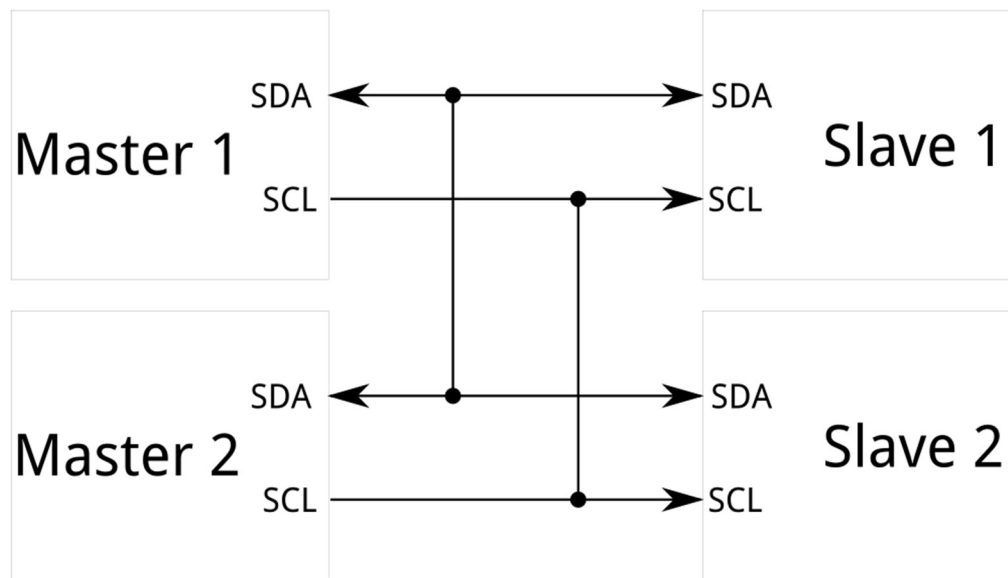 SDA
Master 1
SCL
SDA
Slave 1
SCL
SDA
Master 2
SCL
SDA
Slave 2
SCL